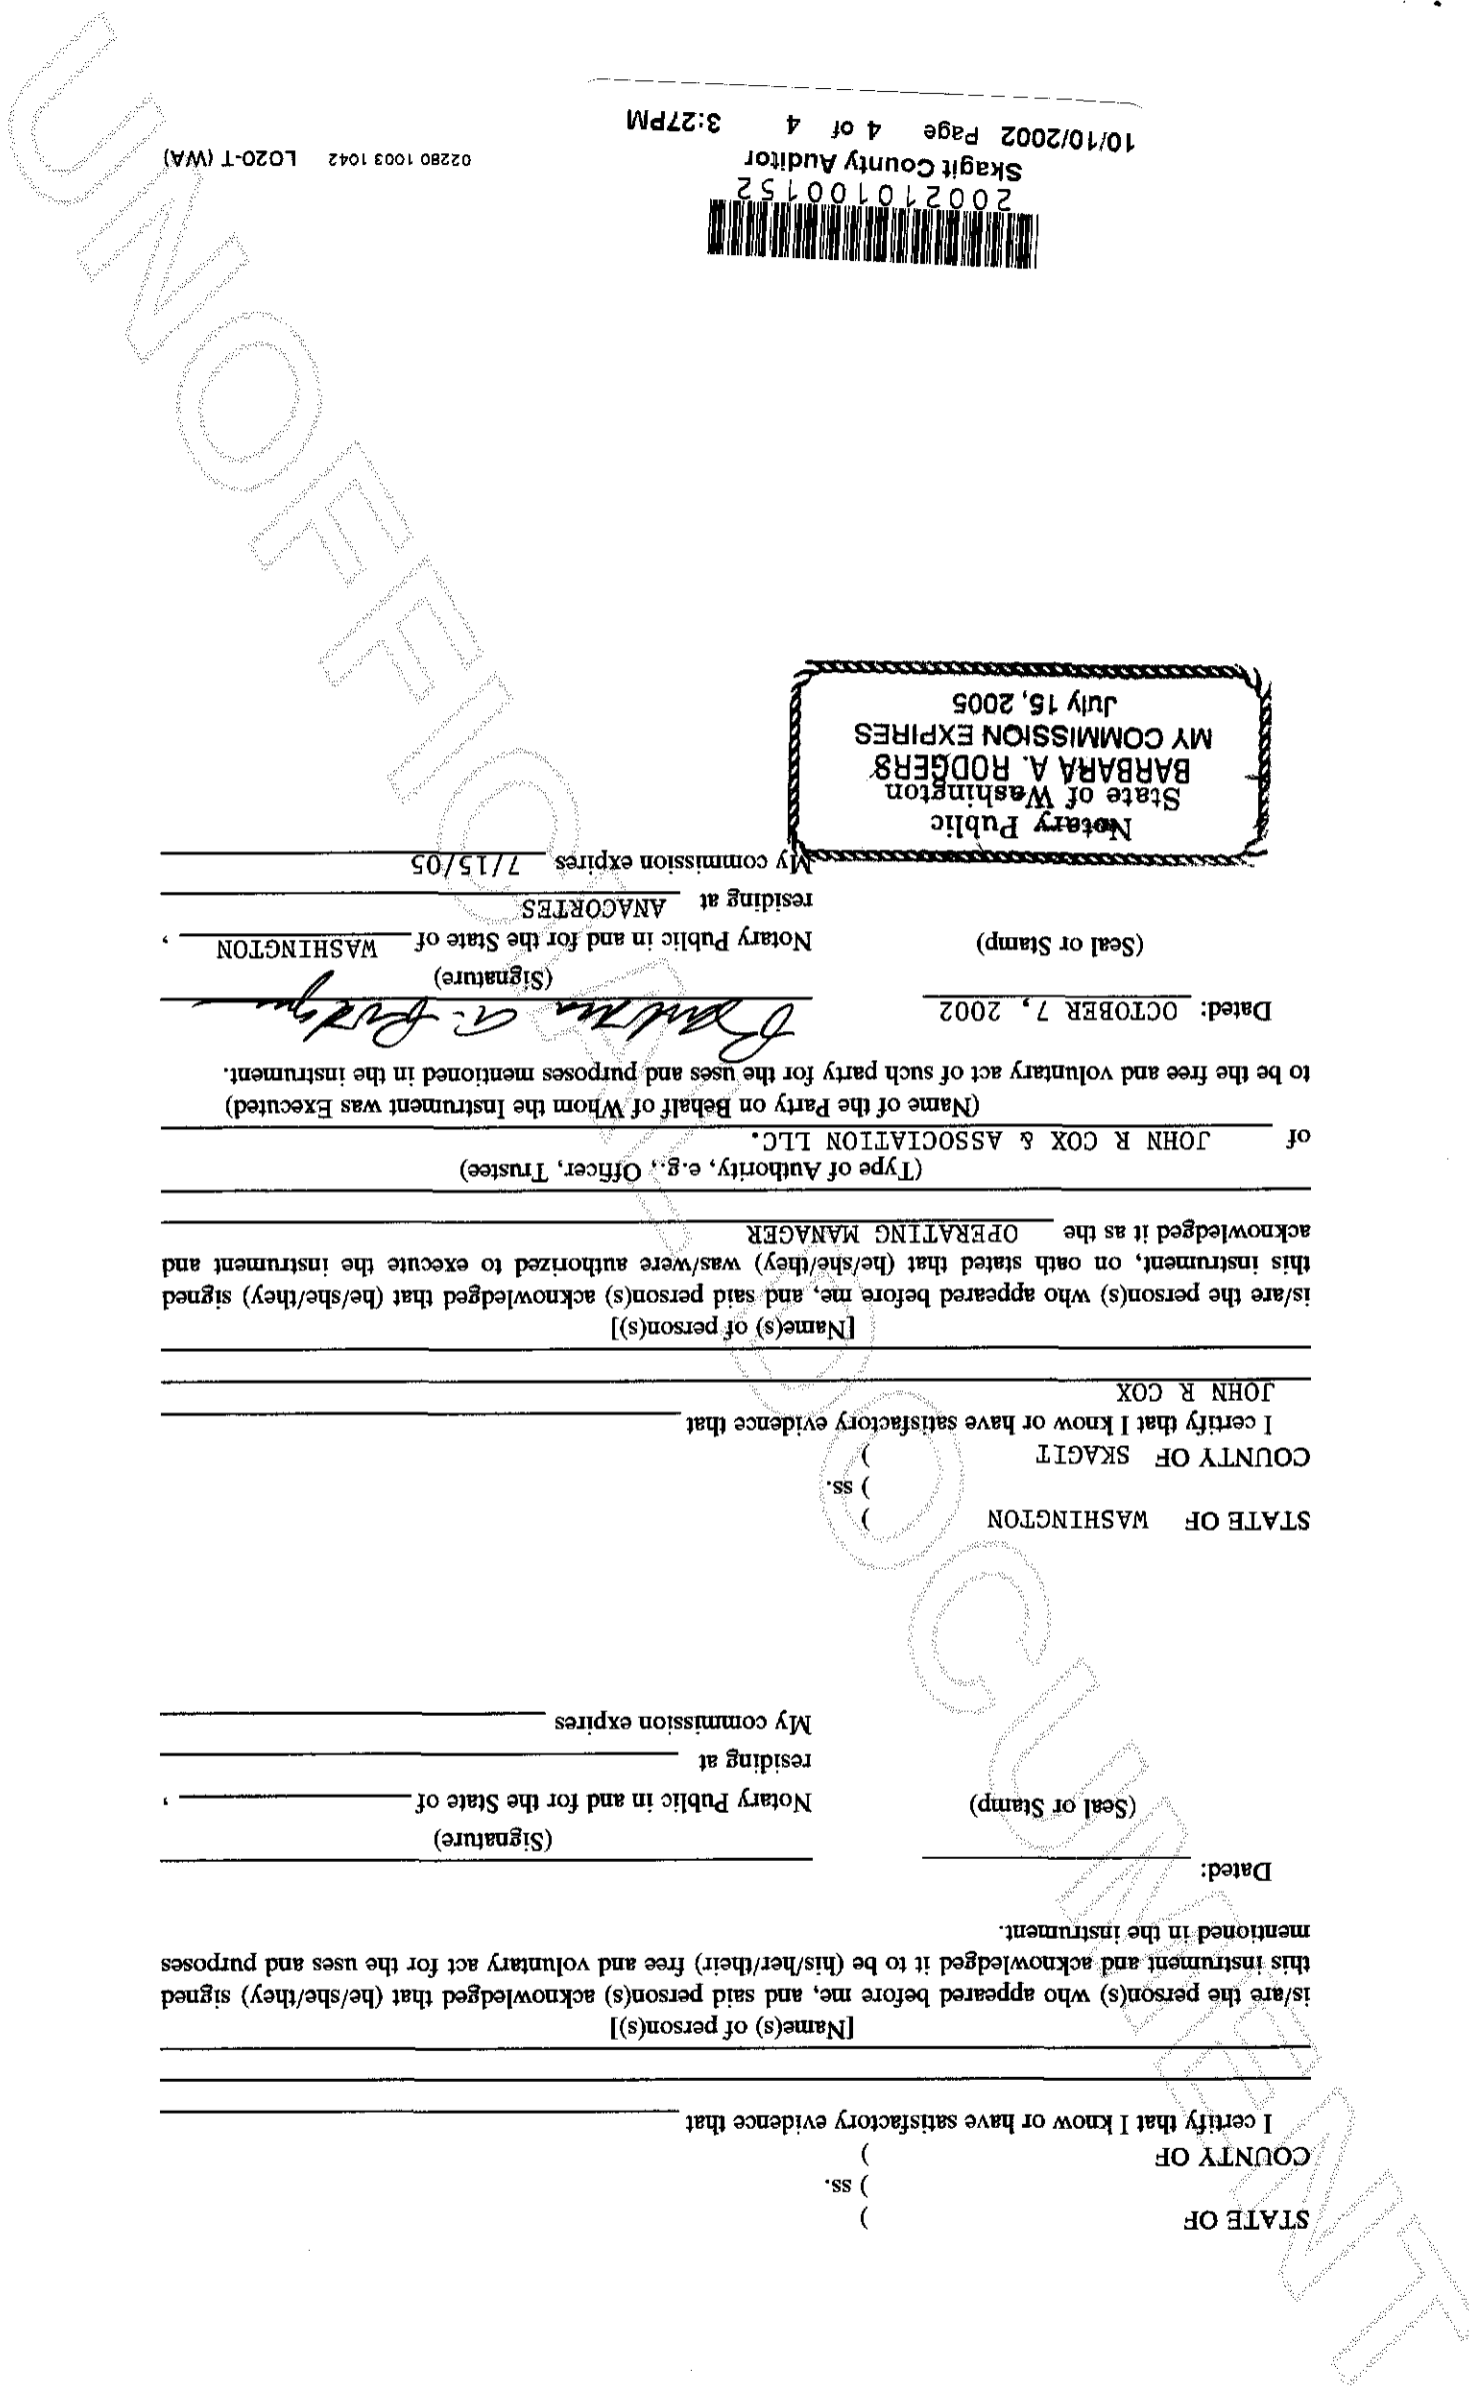 STATE OF )
) ss.
COUNTY OF )
I certify that I know or have satisfactory evidence that
[Name(s) of person(s)]
is/are the person(s) who appeared before me, and said person(s) acknowledged that (he/she/they) signed
this instrument and acknowledged it to be (his/her/their) free and voluntary act for the uses and purposes
mentioned in the instrument.
Dated:
(Signature)
(Seal or Stamp) Notary Public in and for the State of ,
residing at
My commission expires
STATE OF WASHINGTON )
) ss.
COUNTY OF SKAGIT )
I certify that I know or have satisfactory evidence that
JOHN R COX
[Name(s) of person(s)]
is/are the person(s) who appeared before me, and said person(s) acknowledged that (he/she/they) signed
this instrument, on oath stated that (he/she/they) was/were authorized to execute the instrument and
acknowledged it as the OPERATING MANAGER
(Type of Authority, e.g., Officer, Trustee)
of JOHN R COX & ASSOCIATION LLC.
(Name of the Party on Behalf of Whom the Instrument was Executed)
to be the free and voluntary act of such party for the uses and purposes mentioned in the instrument.
Dated: OCTOBER 7, 2002 Barbara A. Rodgers
(Signature)
(Seal or Stamp) Notary Public in and for the State of WASHINGTON ,
residing at ANACORTES
My commission expires 7/15/05
Notary Public
State of Washington
BARBARA A. RODGERS
MY COMMISSION EXPIRES
July 15, 2005
200210100152
Skagit County Auditor
10/10/2002 Page 4 of 4 3:27PM
02280 1003 1042 L020-T (WA)
UNOFFICIAL DOCUMENT